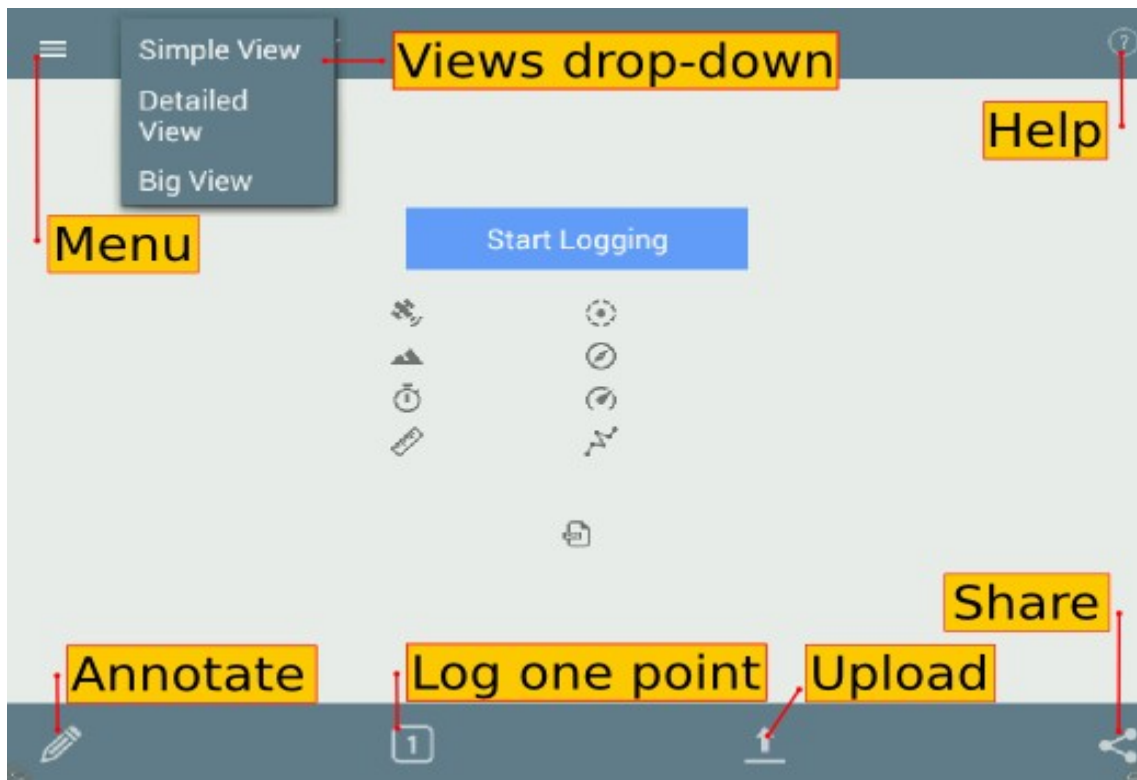 Simple View
Views drop-down
?
Detailed
View
Help
Big View
Menu
Start Logging
Share
Annotate
Log one point
Upload
1